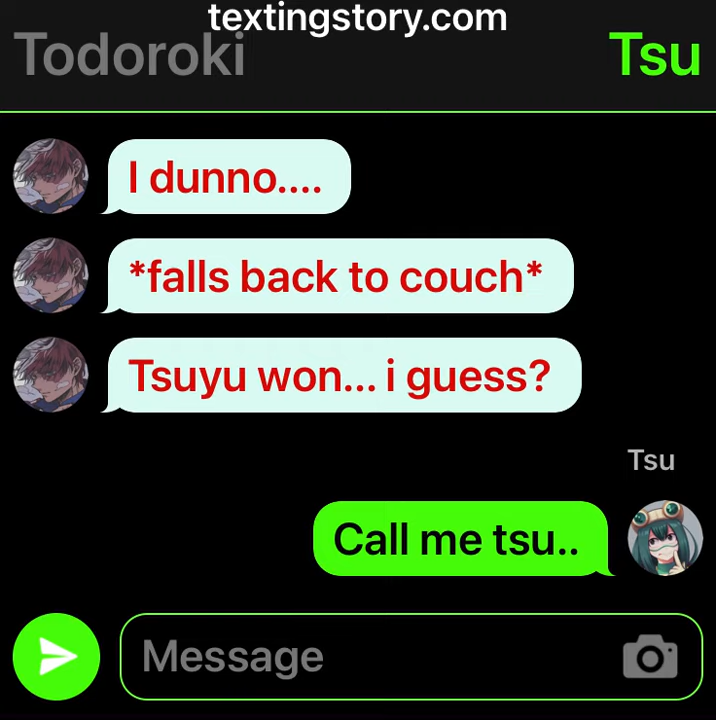 textingstory.com
Todoroki
Tsu
I dunno....
*falls back to couch*
Tsuyu won... i guess?
Tsu
Call me tsu..
Message